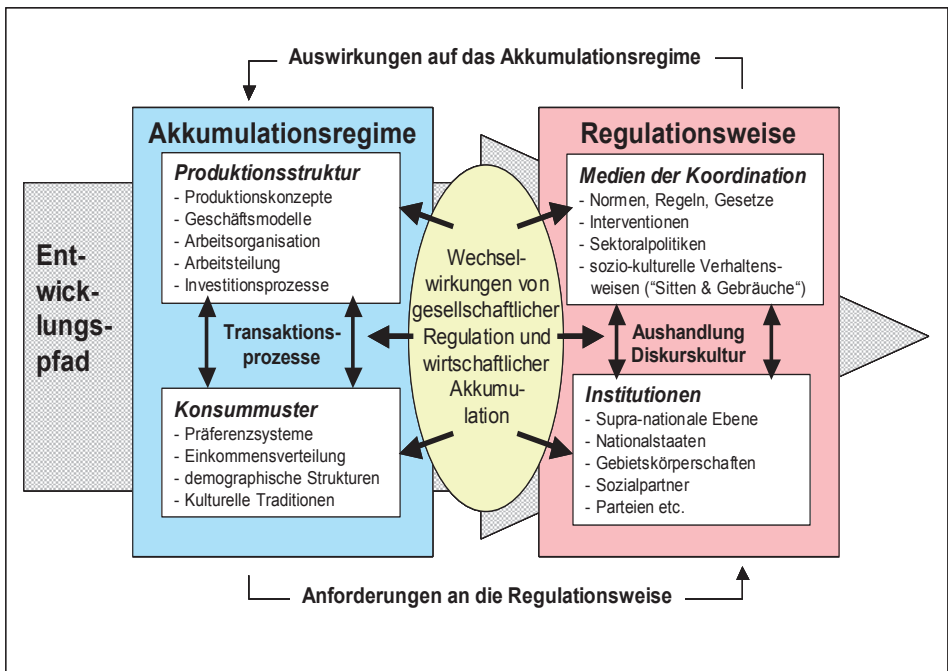 Auswirkungen auf das Akkumulationsregime
Ent-
wick-
lungs-
pfad
Akkumulationsregime
Produktionsstruktur
- Produktionskonzepte
- Geschäftsmodelle
- Arbeitsorganisation
- Arbeitsteilung
- Investitionsprozesse
Transaktions-
prozesse
Konsummuster
- Präferenzsysteme
- Einkommensverteilung
- demographische Strukturen
- Kulturelle Traditionen
Wechsel-
wirkungen von
gesellschaftlicher
Regulation und
wirtschaftlicher
Akkumu-
lation
Regulationsweise
Medien der Koordination
- Normen, Regeln, Gesetze
- Interventionen
- Sektoralpolitiken
- sozio-kulturelle Verhaltens-
weisen (“Sitten & Gebräuche“)
Aushandlung
Diskurskultur
Institutionen
- Supra-nationale Ebene
- Nationalstaaten
- Gebietskörperschaften
- Sozialpartner
- Parteien etc.
Anforderungen an die Regulationsweise